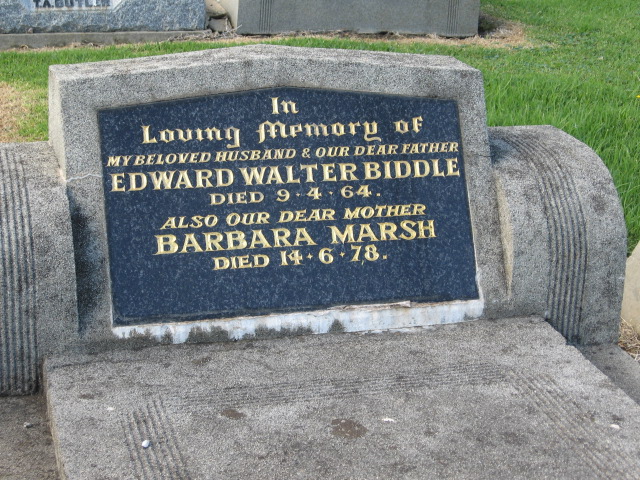 T.A. BUTLER
In
Loving Memory of
MY BELOVED HUSBAND & OUR DEAR FATHER
EDWARD WALTER BIDDLE
DIED 9·4·64.
ALSO OUR DEAR MOTHER
BARBARA MARSH
DIED 14·6·78.